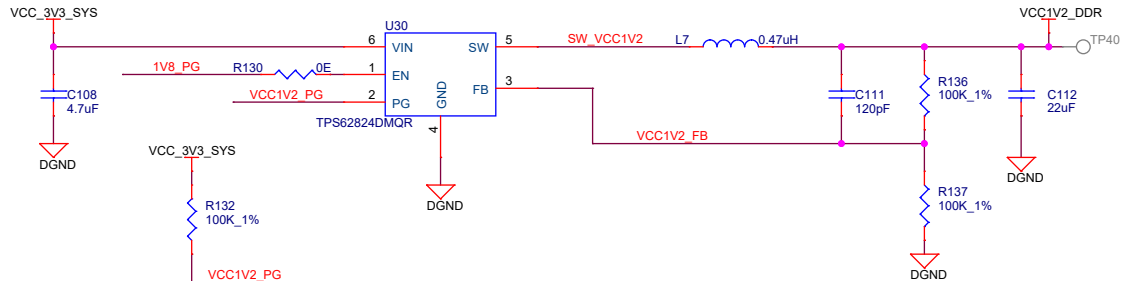 VCC_3V3_SYS
C108
4.7uF
DGND
1V8_PG
R130
0E
VCC1V2_PG
U30
6
VIN
SW
5
1
EN
FB
3
2
PG
GND
4
TPS62824DMQR
DGND
SW_VCC1V2
L7
0.47uH
VCC1V2_DDR
TP40
C111
120pF
R136
100K_1%
C112
22uF
DGND
VCC1V2_FB
R137
100K_1%
DGND
VCC_3V3_SYS
R132
100K_1%
VCC1V2_PG